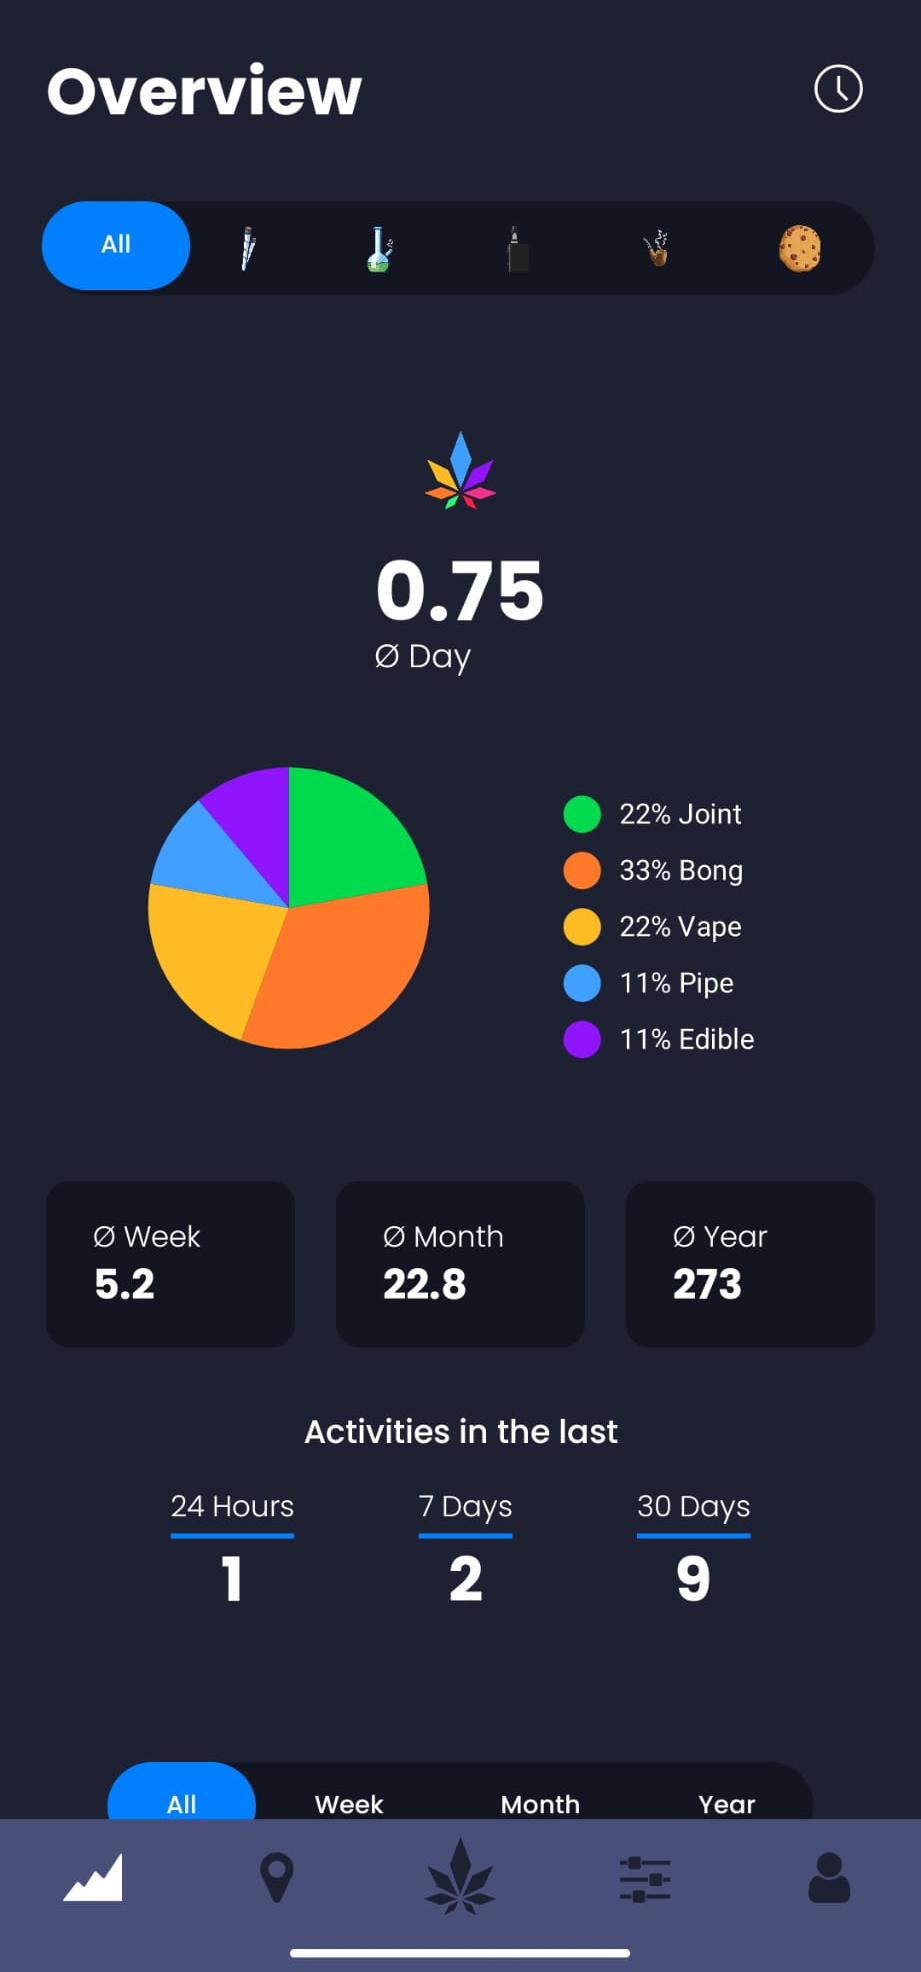 Overview
All
0.75
Ø Day
22% Joint
33% Bong
22% Vape
11% Pipe
11% Edible
Ø Week
5.2
Ø Month
22.8
Ø Year
273
Activities in the last
24 Hours
1
7 Days
2
30 Days
9
All Week Month Year